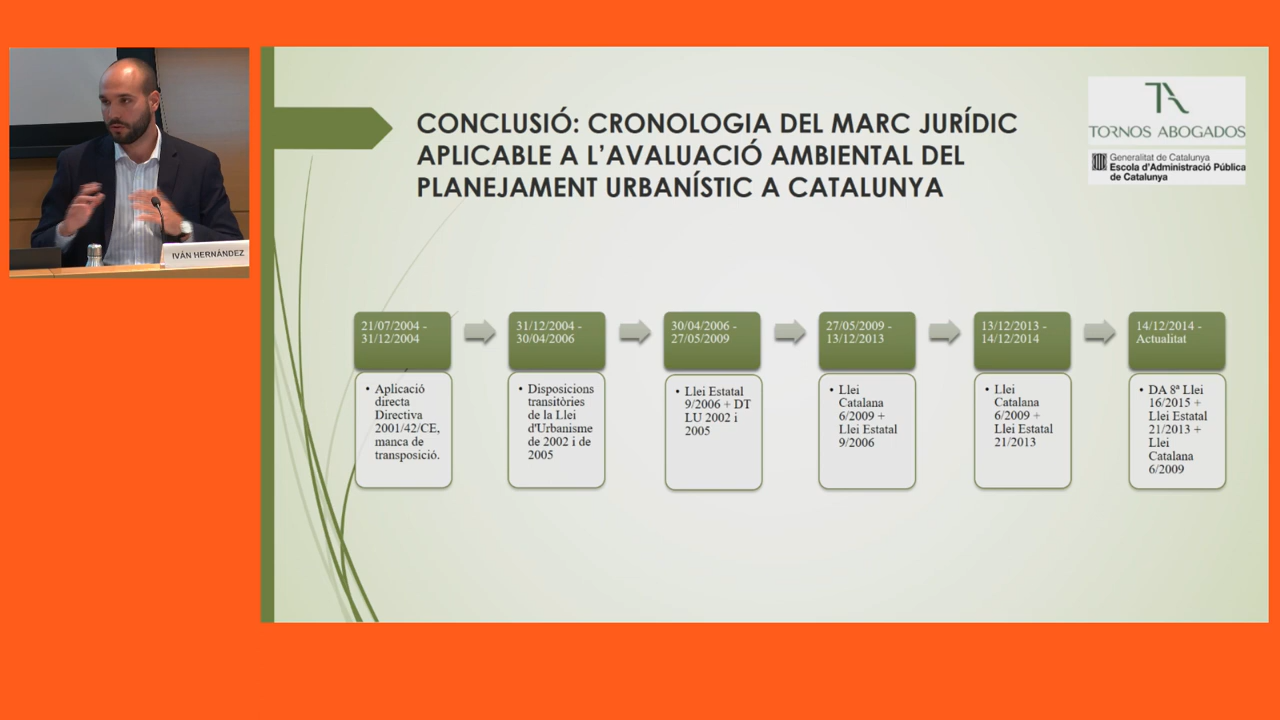 IVÁN HERNÁNDEZ
CONCLUSIÓ: CRONOLOGIA DEL MARC JURÍDIC
APLICABLE A L'AVALUACIÓ AMBIENTAL DEL
PLANEJAMENT URBANÍSTIC A CATALUNYA
TA
TORNOS ABOGADOS
Generalitat de Catalunya
Escola d'Administració Pública
de Catalunya
21/07/2004 -
31/12/2004
• Aplicació
directa
Directiva
2001/42/CE,
manca de
transposició.
31/12/2004 -
30/04/2006
• Disposicions
transitòries
de la Llei
d'Urbanisme
de 2002 i de
2005
30/04/2006 -
27/05/2009
• Llei Estatal
9/2006 + DT
LU 2002 i
2005
27/05/2009 -
13/12/2013
• Llei
Catalana
6/2009 +
Llei Estatal
9/2006
13/12/2013 -
14/12/2014
• Llei
Catalana
6/2009 +
Llei Estatal
21/2013
14/12/2014 -
Actualitat
• DA 8ª Llei
16/2015 +
Llei Estatal
21/2013 +
Llei
Catalana
6/2009